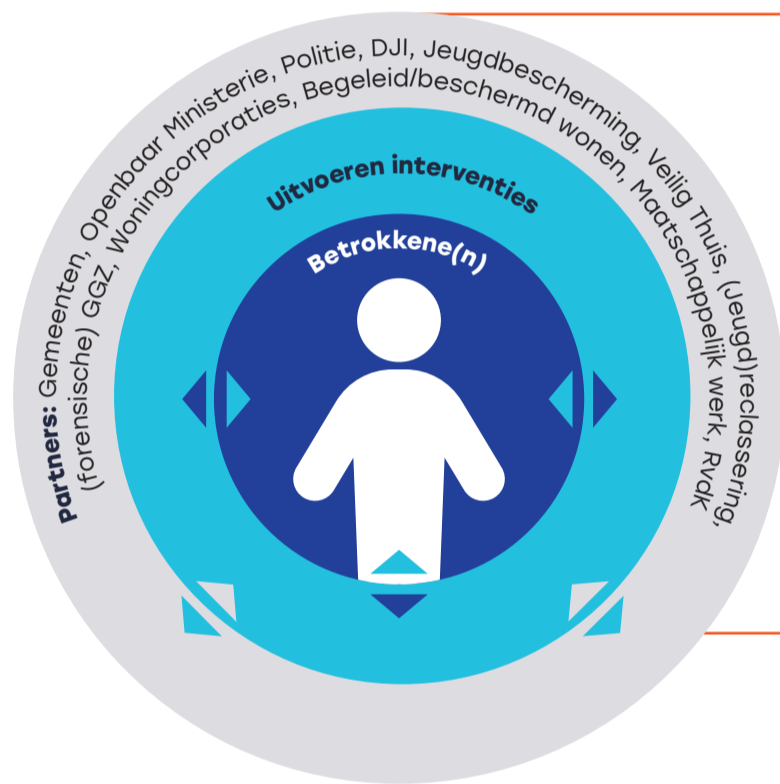 Partners: Gemeenten, Openbaar Ministerie, Politie, DJI, Jeugdbescherming, Veilig Thuis, (Jeugd)reclassering,
(forensische) GGZ, Woningcorporaties, Begeleid/beschermd wonen, Maatschappelijk werk, Rvdk
Uitvoeren interventies
Betrokkene(n)